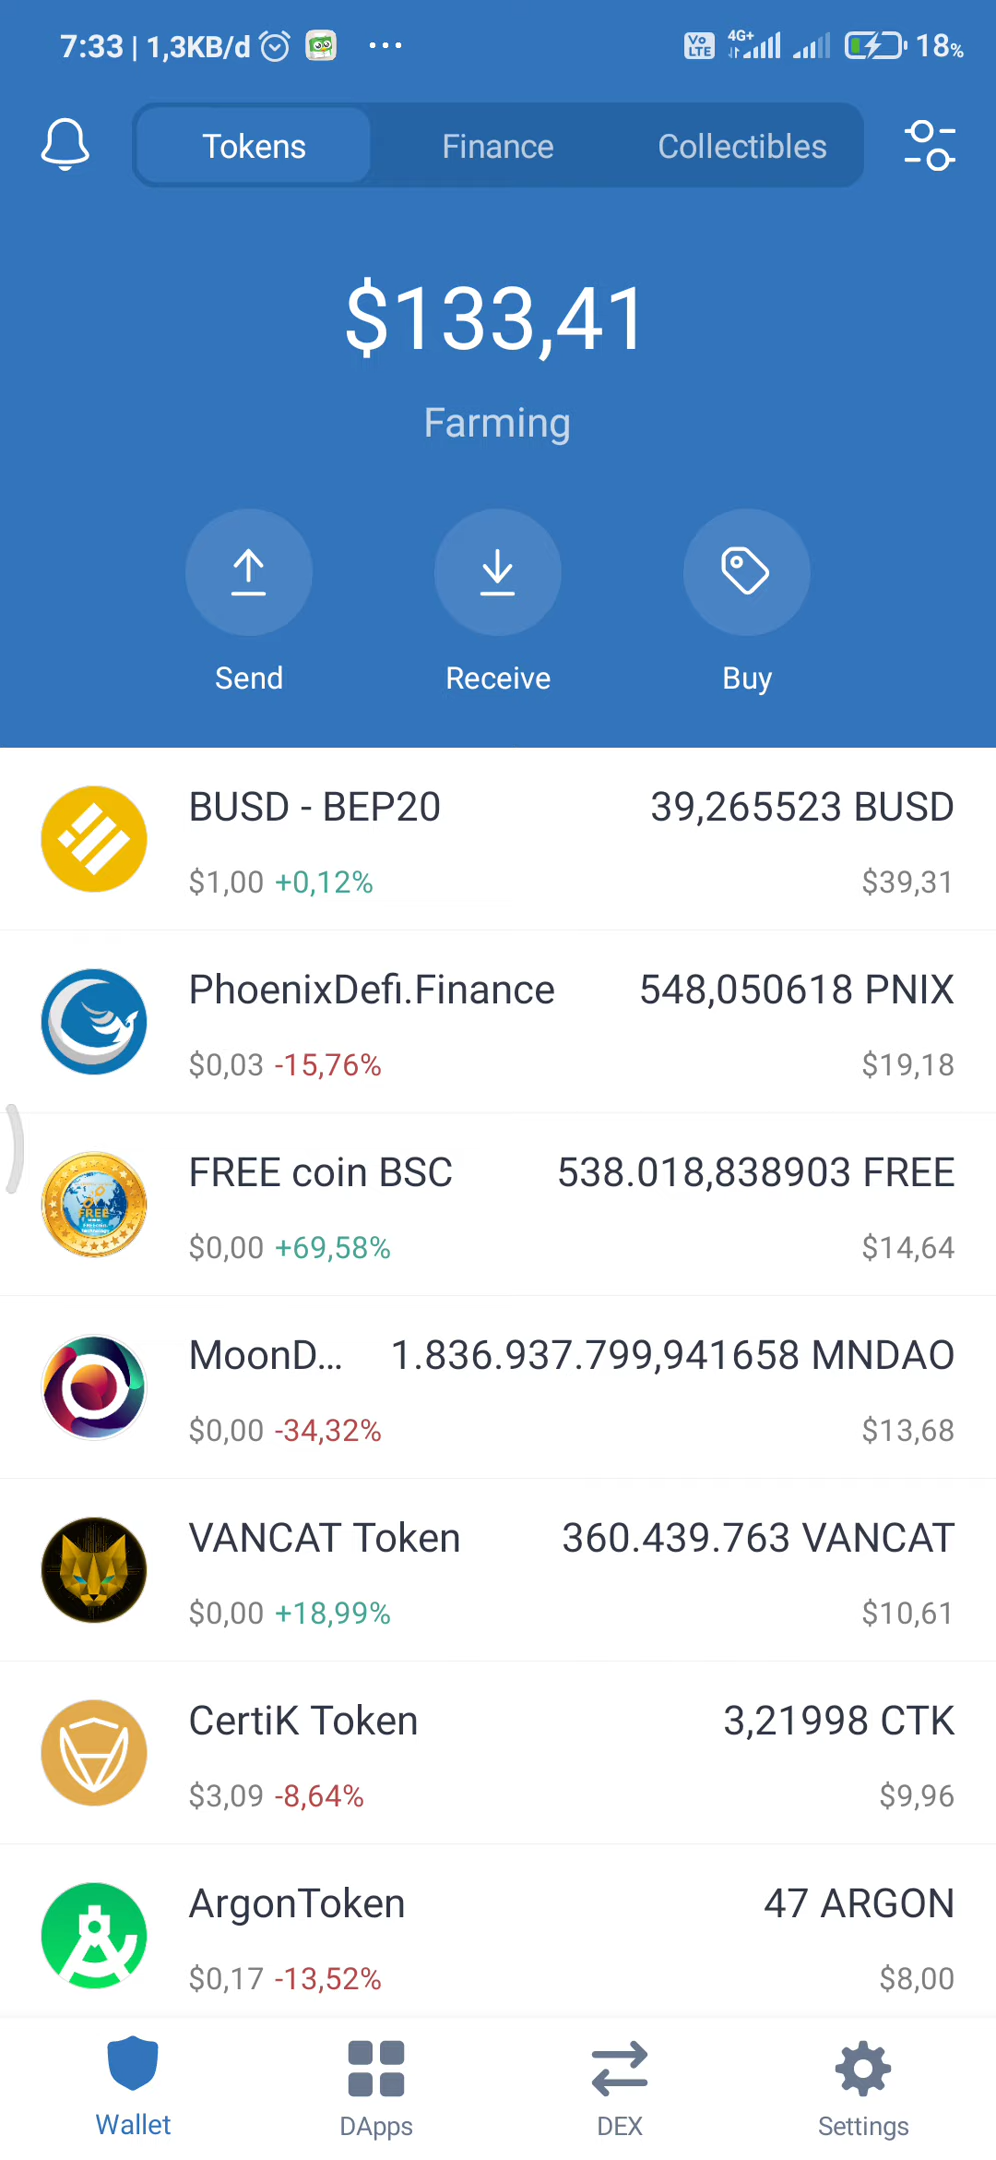 7:33 | 1,3KB/d ... Vo LTE 4G+ 18%
Tokens Finance Collectibles
$133,41
Farming
Send Receive Buy
BUSD - BEP20 39,265523 BUSD
$1,00 +0,12% $39,31
PhoenixDefi.Finance 548,050618 PNIX
$0,03 -15,76% $19,18
FREE
FREE coin BSC 538.018,838903 FREE
$0,00 +69,58% $14,64
MoonD... 1.836.937.799,941658 MNDAO
$0,00 -34,32% $13,68
VANCAT Token 360.439.763 VANCAT
$0,00 +18,99% $10,61
CertiK Token 3,21998 CTK
$3,09 -8,64% $9,96
ArgonToken 47 ARGON
$0,17 -13,52% $8,00
Wallet DApps DEX Settings